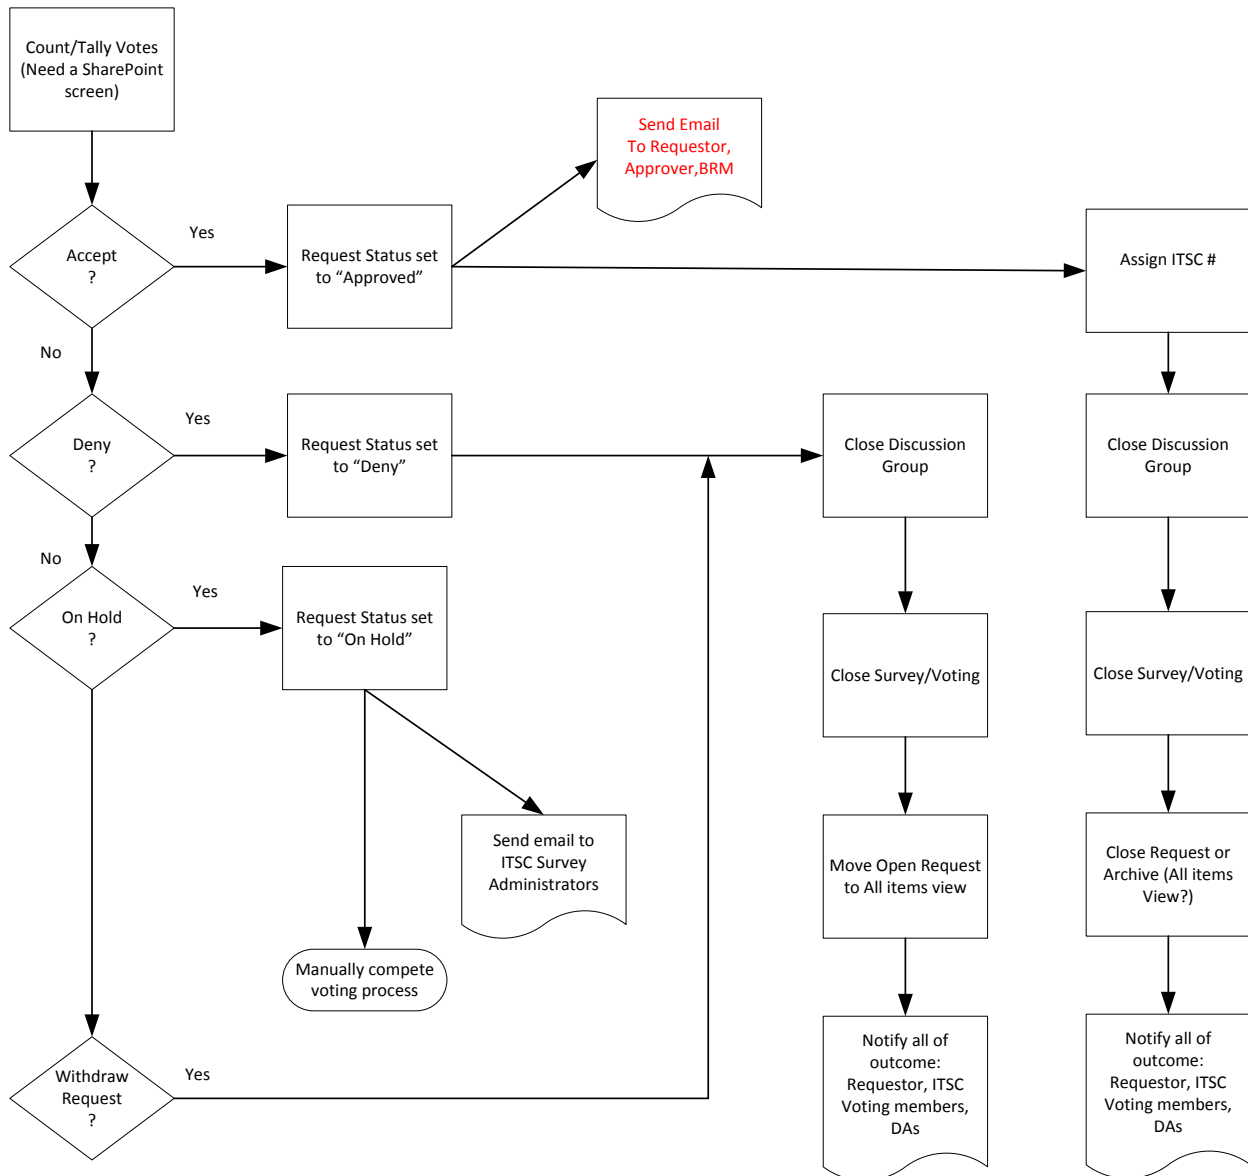 Count/Tally Votes
(Need a SharePoint
screen)
Send Email
To Requestor,
Approver,BRM
Accept
?
Yes
Request Status set
to “Approved”
Assign ITSC #
No
Deny
?
Yes
Request Status set
to “Deny”
Close Discussion
Group
Close Discussion
Group
No
On Hold
?
Yes
Request Status set
to “On Hold”
Close Survey/Voting
Close Survey/Voting
Send email to
ITSC Survey
Administrators
Move Open Request
to All items view
Close Request or
Archive (All items
View?)
Manually compete
voting process
Withdraw
Request
?
Yes
Notify all of
outcome:
Requestor, ITSC
Voting members,
DAs
Notify all of
outcome:
Requestor, ITSC
Voting members,
DAs